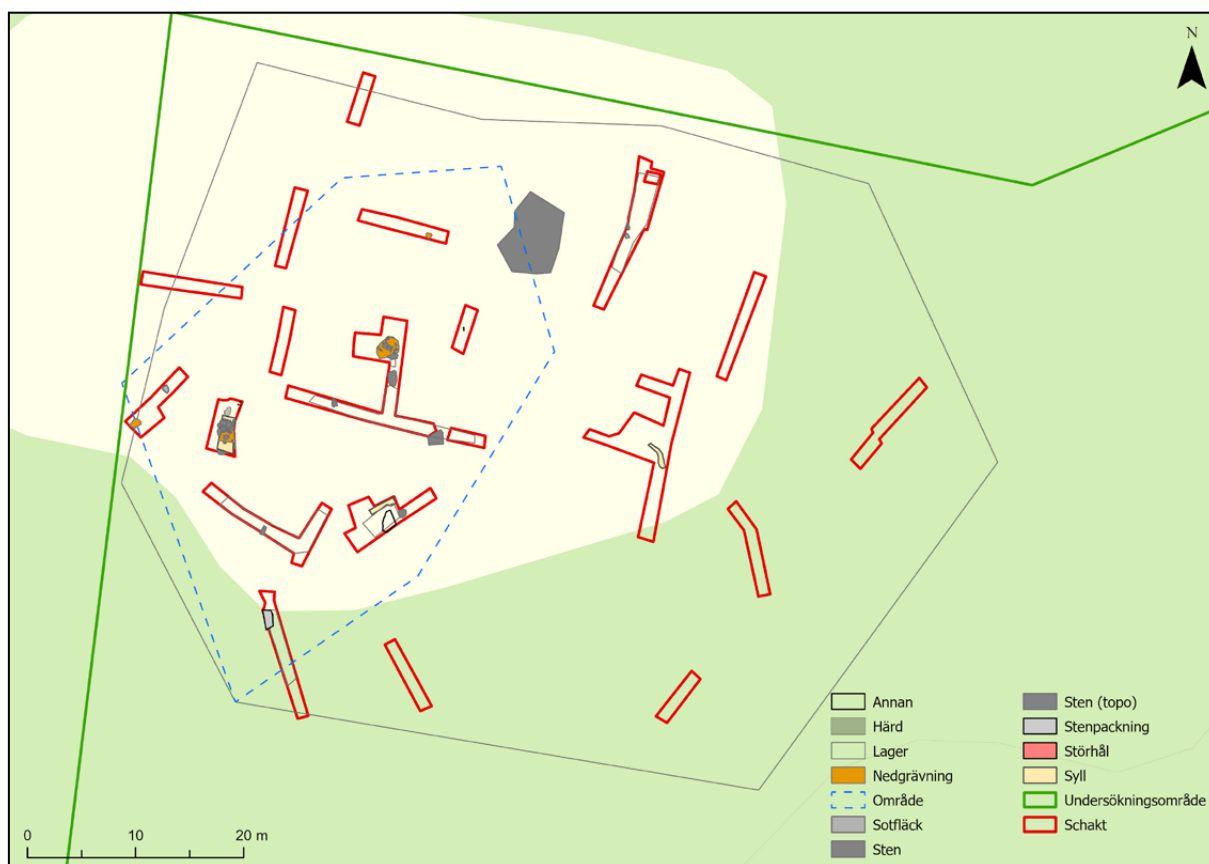 N
Annan
Härd
Lager
Nedgrävning
Område
Sotfläck
Sten
Sten (topo)
Stenpackning
Störhål
Syll
Undersökningsområde
Schakt
0 10 20 m